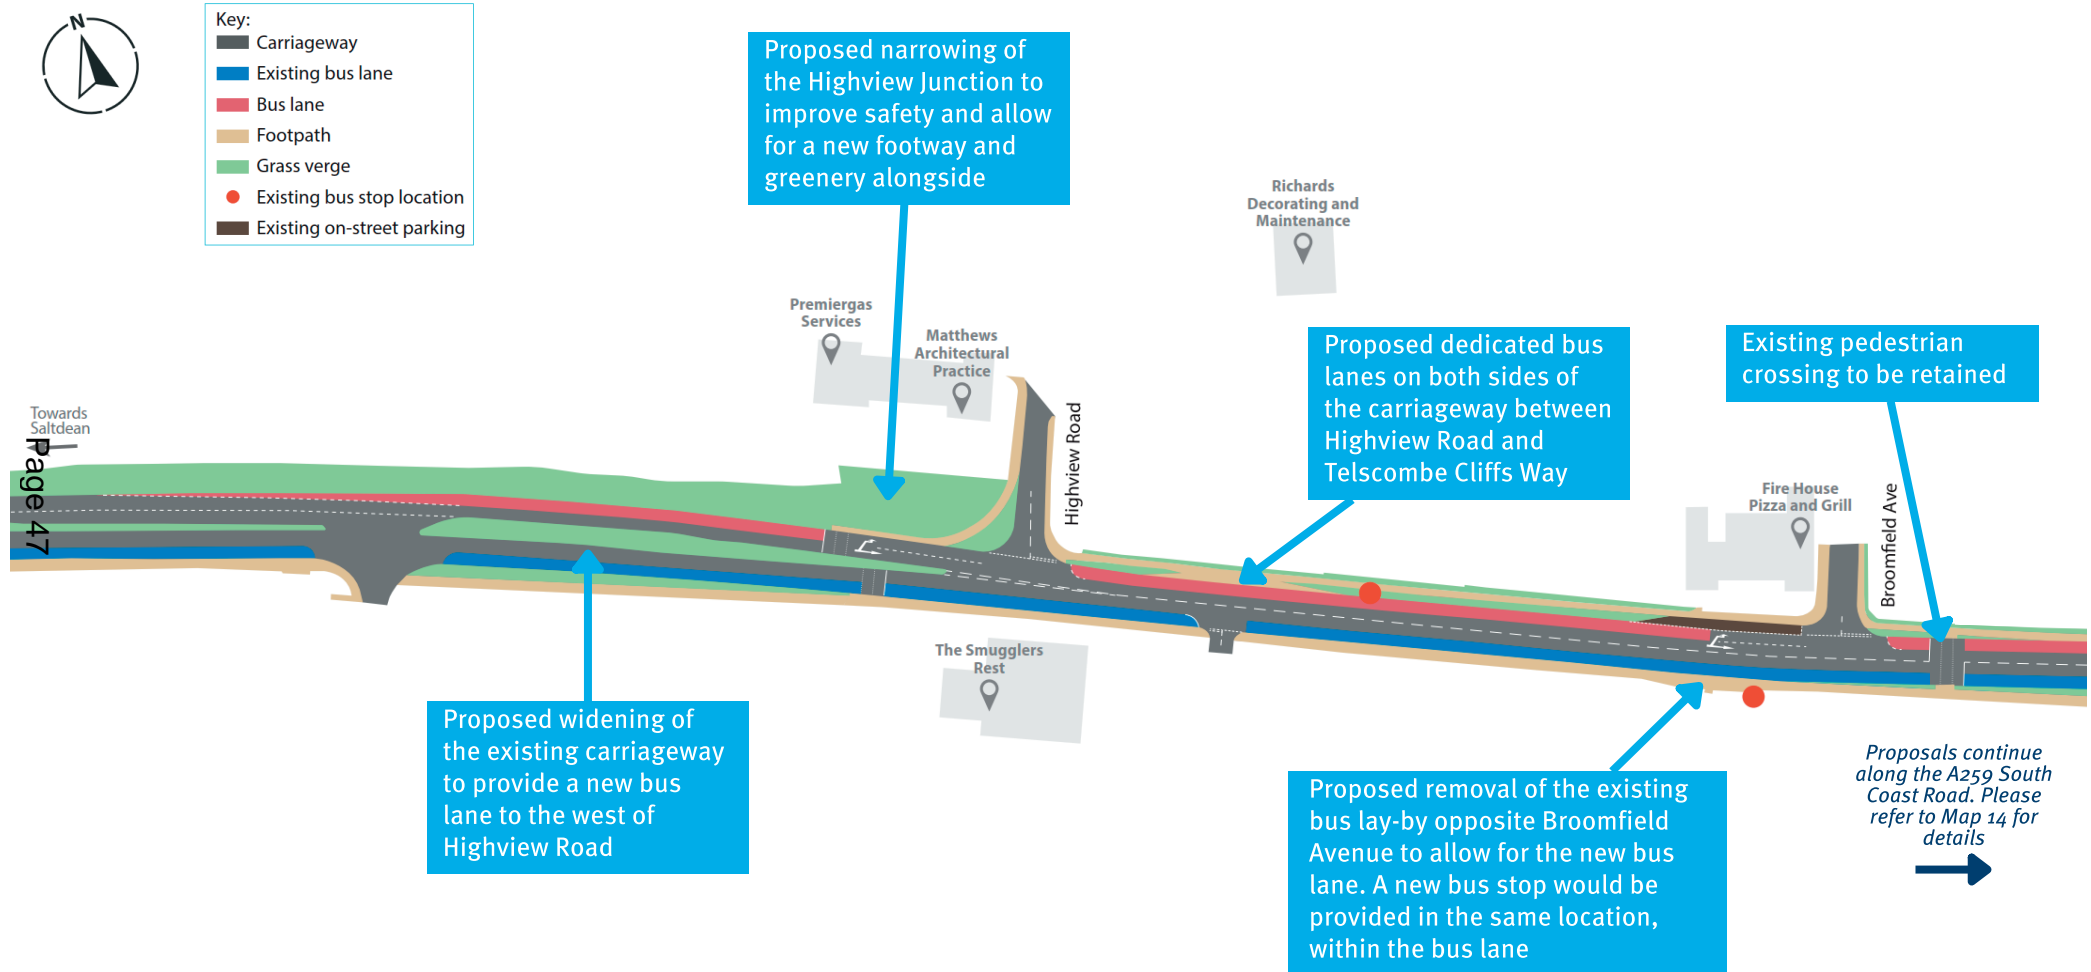 N
Key:
Carriageway
Existing bus lane
Bus lane
Footpath
Grass verge
Existing bus stop location
Existing on-street parking
Proposed narrowing of
the Highview Junction to
improve safety and allow
for a new footway and
greenery alongside
Richards
Decorating and
Maintenance
Premiergas
Services
Matthews
Architectural
Practice
Proposed dedicated bus
lanes on both sides of
the carriageway between
Highview Road and
Telscombe Cliffs Way
Existing pedestrian
crossing to be retained
Towards
Saltdean
Page 47
Highview Road
Fire House
Pizza and Grill
Broomfield Ave
The Smugglers
Rest
Proposed widening of
the existing carriageway
to provide a new bus
lane to the west of
Highview Road
Proposed removal of the existing
bus lay-by opposite Broomfield
Avenue to allow for the new bus
lane. A new bus stop would be
provided in the same location,
within the bus lane
Proposals continue
along the A259 South
Coast Road. Please
refer to Map 14 for
details